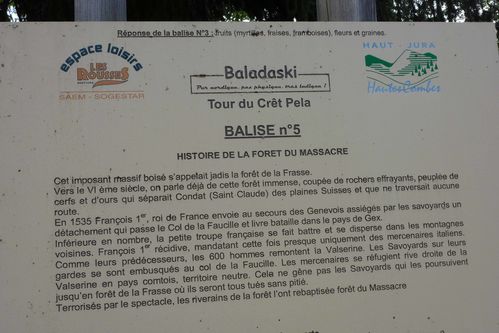 Réponse de la balise N°3 : fruits (myrtilles, fraises, framboises), fleurs et graines.
espace loisirs
LES ROUSSES
SAEM - SOGESTAR
Baladaski
Pur nordique, pas physique, très ludique !
Tour du Crêt Pela
HAUT - JURA
HautesCombes
BALISE n°5
HISTOIRE DE LA FORET DU MASSACRE
Cet imposant massif boisé s'appelait jadis la forêt de la Frasse.
Vers le VI ème siècle, on parle déjà de cette forêt immense, coupée de rochers effrayants, peuplée de
cerfs et d'ours qui séparait Condat (Saint Claude) des plaines Suisses et que ne traversait aucune
route.
En 1535 François 1er, roi de France envoie au secours des Genevois assiégés par les savoyards un
détachement qui passe le Col de la Faucille et livre bataille dans le pays de Gex.
Inférieure en nombre, la petite troupe française se fait battre et se disperse dans les montagnes
voisines. François 1er récidive, mandatant cette fois presque uniquement des mercenaires italiens.
Comme leurs prédécesseurs, les 600 hommes remontent la Valserine. Les Savoyards sur leurs
gardes se sont embusqués au col de la Faucille. Les mercenaires se réfugient rive droite de la
Valserine en pays comtois, territoire neutre. Cela ne gêne pas les Savoyards qui les poursuivent
jusqu'en forêt de la Frasse où ils seront tous tués sans pitié.
Terrorisés par le spectacle, les riverains de la forêt l'ont rebaptisée forêt du Massacre